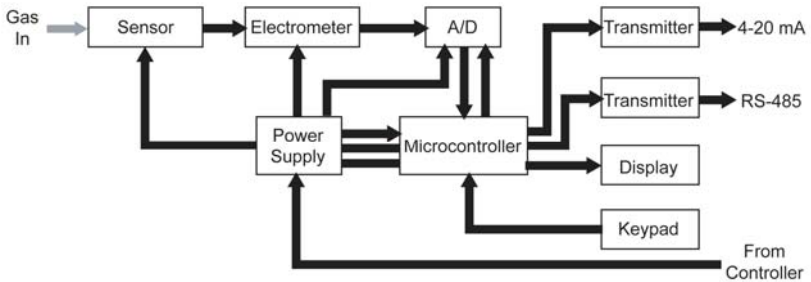 Gas
In
Sensor
Electrometer
A/D
Transmitter
4-20 mA
Transmitter
RS-485
Power
Supply
Microcontroller
Display
Keypad
From
Controller